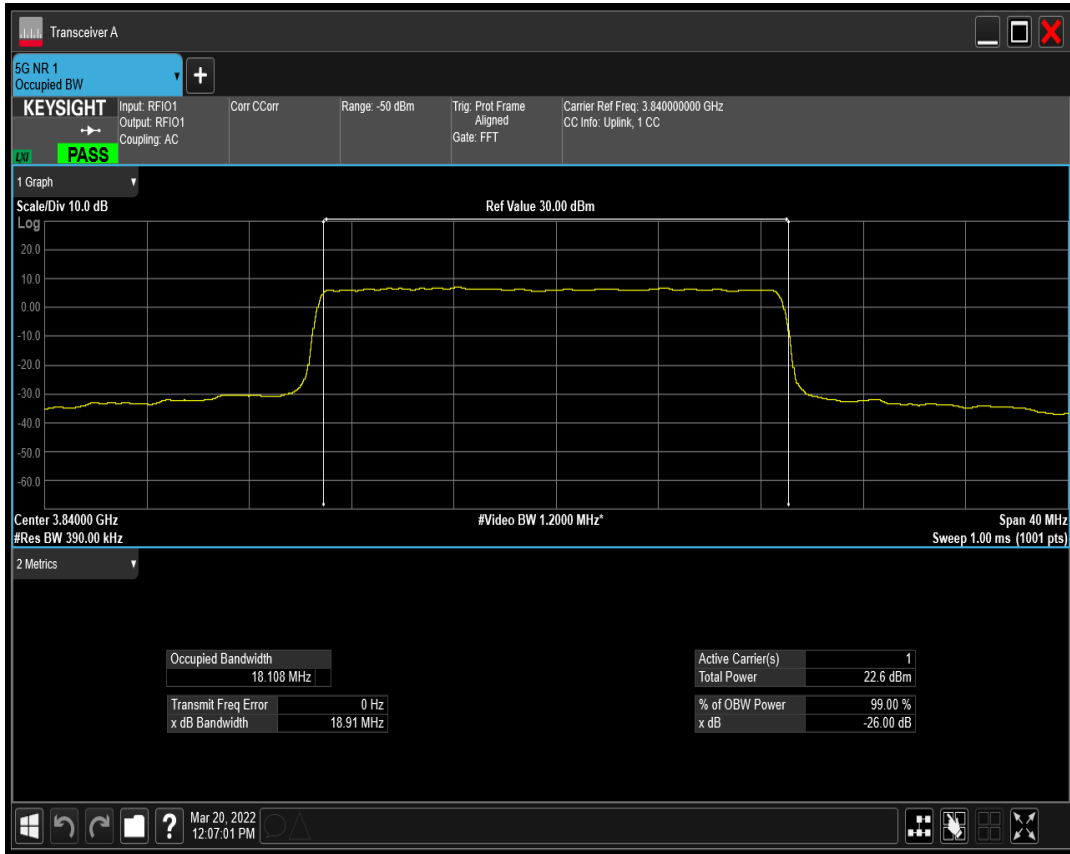 Transceiver A
5G NR 1
Occupied BW
+
KEYSIGHT
LXI
PASS
Input: RFIO1
Output: RFIO1
Coupling: AC
Corr CCorr
Range: -50 dBm
Trig: Prot Frame
Aligned
Gate: FFT
Carrier Ref Freq: 3.840000000 GHz
CC Info: Uplink, 1 CC
1 Graph
Scale/Div 10.0 dB
Ref Value 30.00 dBm
Log
20.0
10.0
0.00
-10.0
-20.0
-30.0
-40.0
-50.0
-60.0
Center 3.84000 GHz
#Video BW 1.2000 MHz*
Span 40 MHz
#Res BW 390.00 kHz
Sweep 1.00 ms (1001 pts)
2 Metrics
Occupied Bandwidth
18.108 MHz
Transmit Freq Error 0 Hz
x dB Bandwidth 18.91 MHz
Active Carrier(s) 1
Total Power 22.6 dBm
% of OBW Power 99.00 %
x dB -26.00 dB
?
Mar 20, 2022
12:07:01 PM